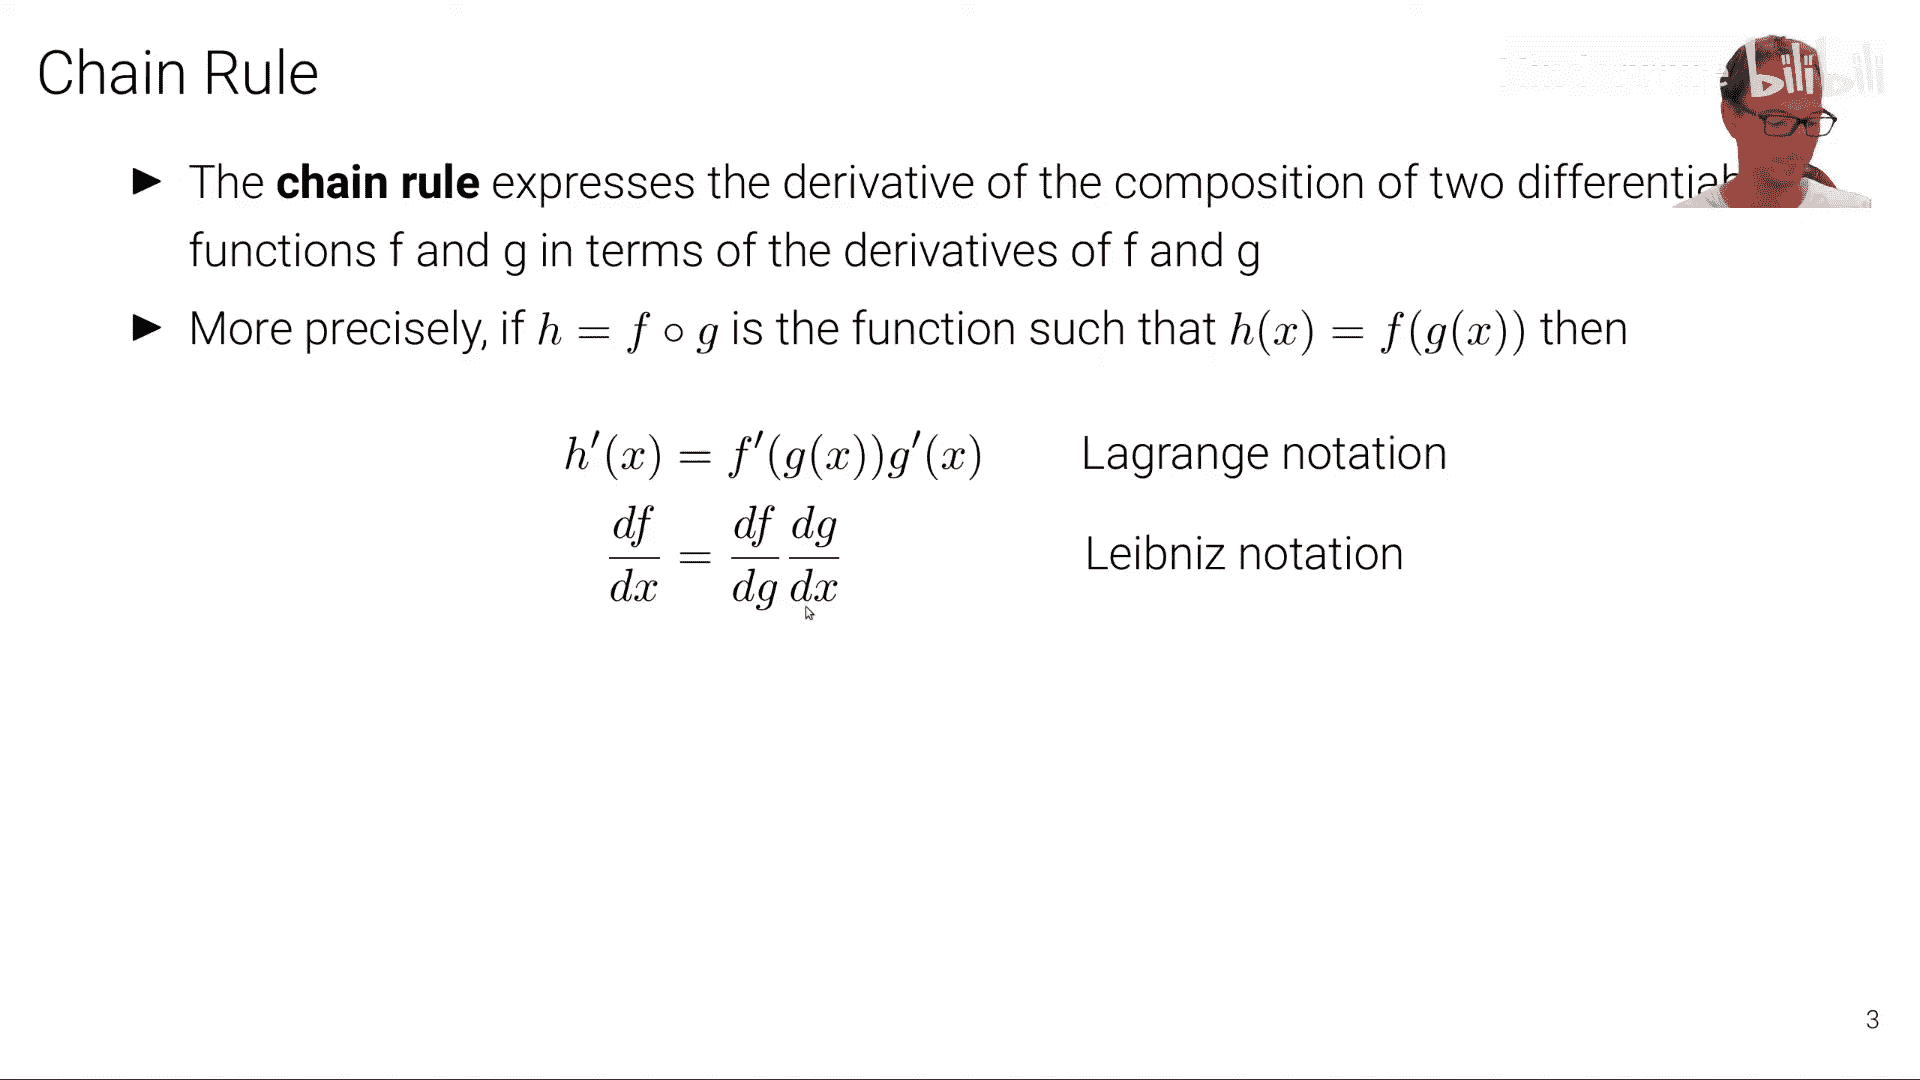 Chain Rule
bilibili
► The chain rule expresses the derivative of the composition of two
functions f and g in terms of the derivatives of f and g
► More precisely, if h = f ∘ g is the function such that h(x) = f(g(x)) then
h′(x) = f′(g(x))g′(x) Lagrange notation
df/dx = df/dg dg/dx Leibniz notation
3